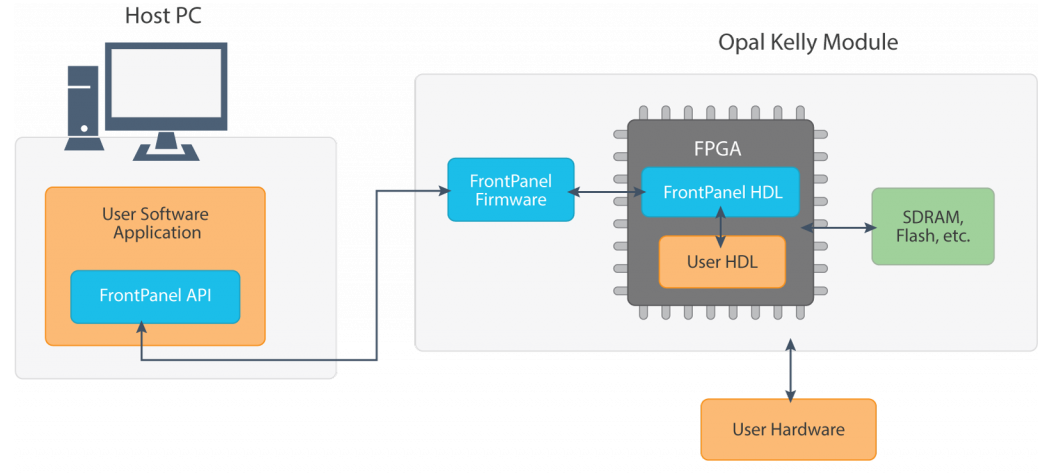 Host PC
Opal Kelly Module
User Software
Application
FrontPanel API
FrontPanel
Firmware
FPGA
FrontPanel HDL
User HDL
SDRAM,
Flash, etc.
User Hardware